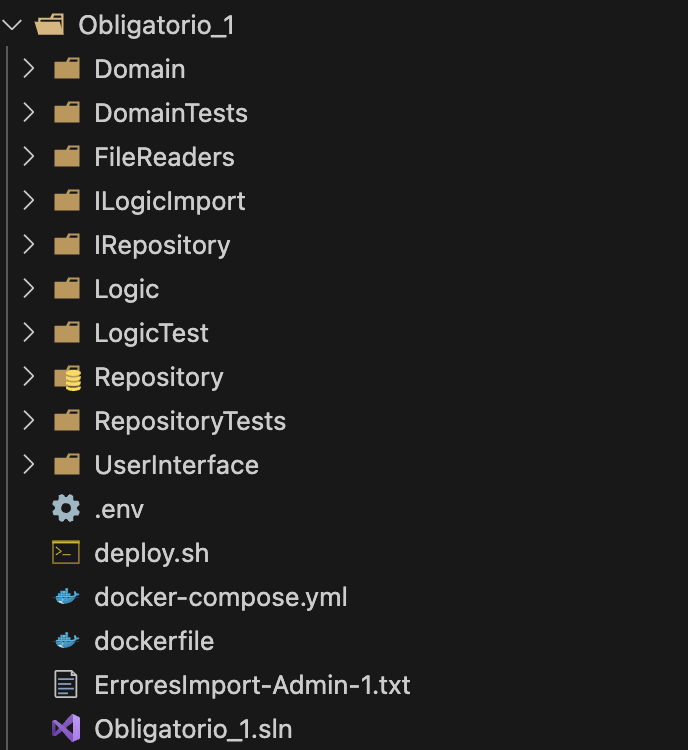 Obligatorio_1
Domain
DomainTests
FileReaders
ILogicImport
IRepository
Logic
LogicTest
Repository
RepositoryTests
UserInterface
.env
deploy.sh
docker-compose.yml
dockerfile
ErroresImport-Admin-1.txt
Obligatorio_1.sln